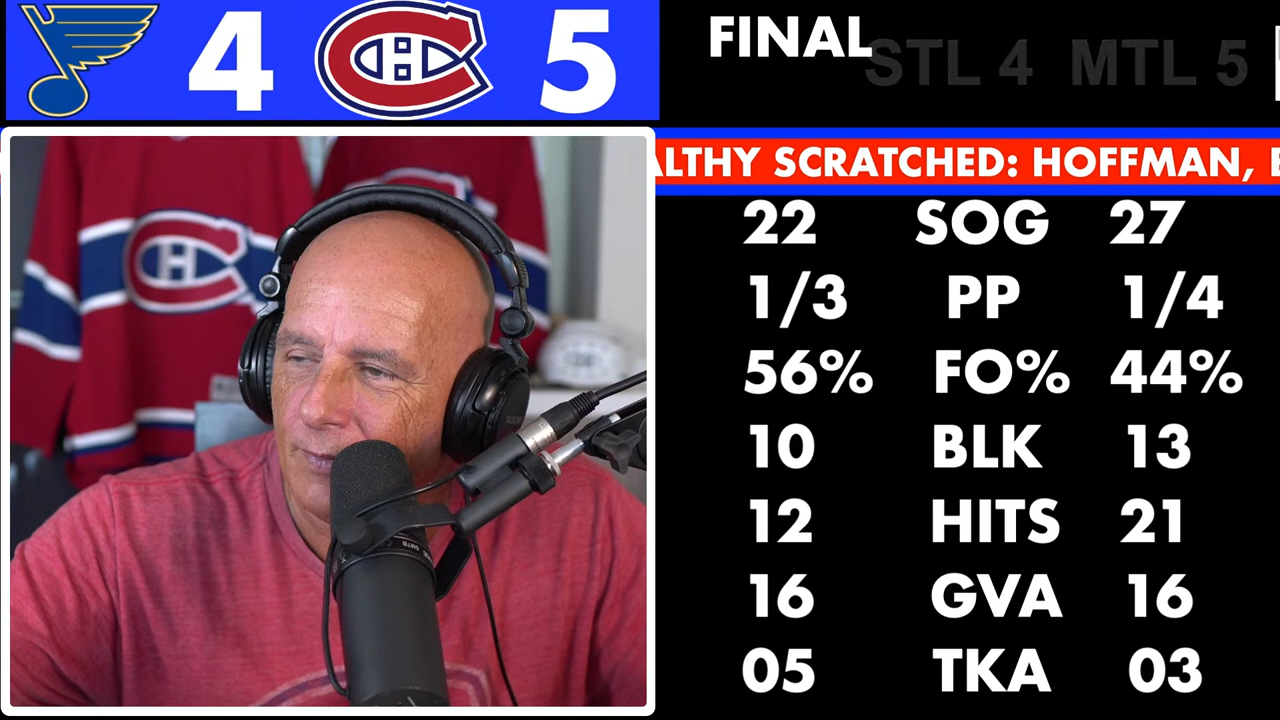 4 5
FINAL
STL 4 MTL 5
ALTHY SCRATCHED: HOFFMAN,
22 SOG 27
1/3 PP 1/4
56% FO% 44%
10 BLK 13
12 HITS 21
16 GVA 16
05 TKA 03
SM7B